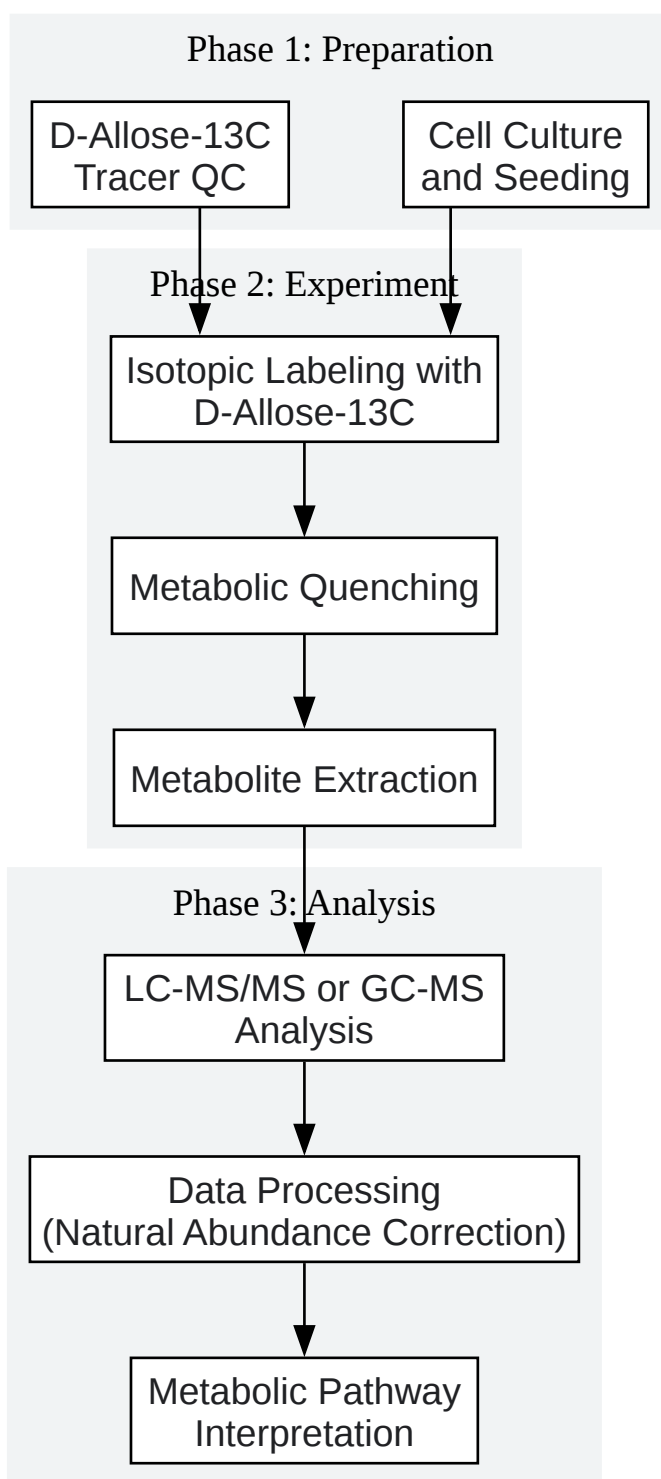 Phase 1: Preparation
D-Allose-13C
Tracer QC
Cell Culture
and Seeding
Phase 2: Experiment
Isotopic Labeling with
D-Allose-13C
Metabolic Quenching
Metabolite Extraction
Phase 3: Analysis
LC-MS/MS or GC-MS
Analysis
Data Processing
(Natural Abundance Correction)
Metabolic Pathway
Interpretation